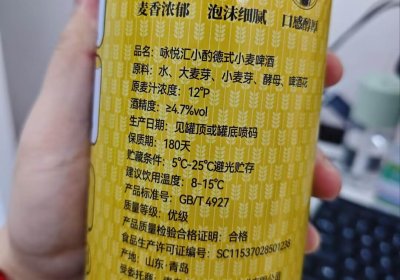 麦香浓郁 泡沫细腻 口感醇厚
品名：咏悦汇小酌德式小麦啤酒
原料：水、大麦芽、小麦芽、酵母、啤酒花
原麦汁浓度：12°P
酒精度：≥4.7%vol
生产日期：见罐顶或罐底喷码
保质期：180天
贮藏条件：5°C-25°C避光贮存
建议饮用温度：8-15°C
产品标准号：GB/T 4927
质量等级：优级
产品质量检验合格证明：合格
食品生产许可证编号：SC11537028501236
产地：山东·青岛